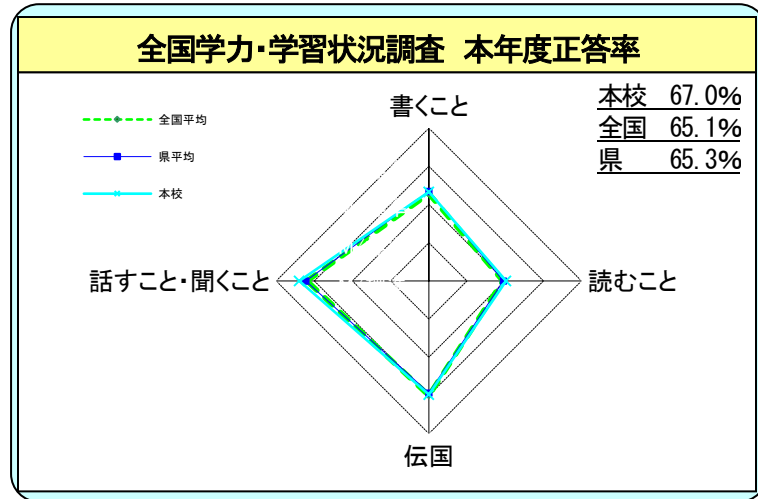 全国学力・学習状況調査 本年度正答率
本校 67.0%
全国 65.1%
県 65.3%
全国平均
県平均
本校
書くこと
読むこと
伝国
話すこと・聞くこと